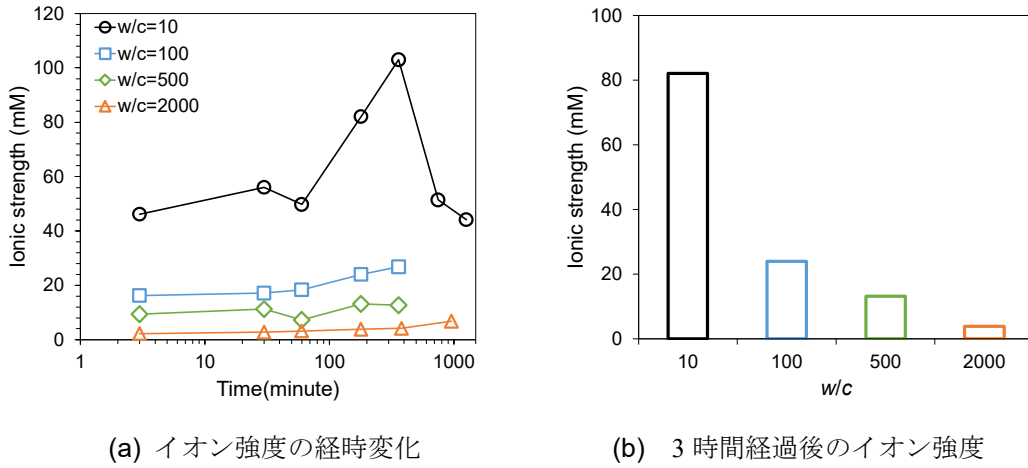 120
100
80
60
40
20
0
Ionic strength (mM)
w/c=10
w/c=100
w/c=500
w/c=2000
1 10 100 1000
Time(minute)
(a) イオン強度の経時変化
100
80
60
40
20
0
Ionic strength (mM)
10 100 500 2000
w/c
(b) 3 時間経過後のイオン強度